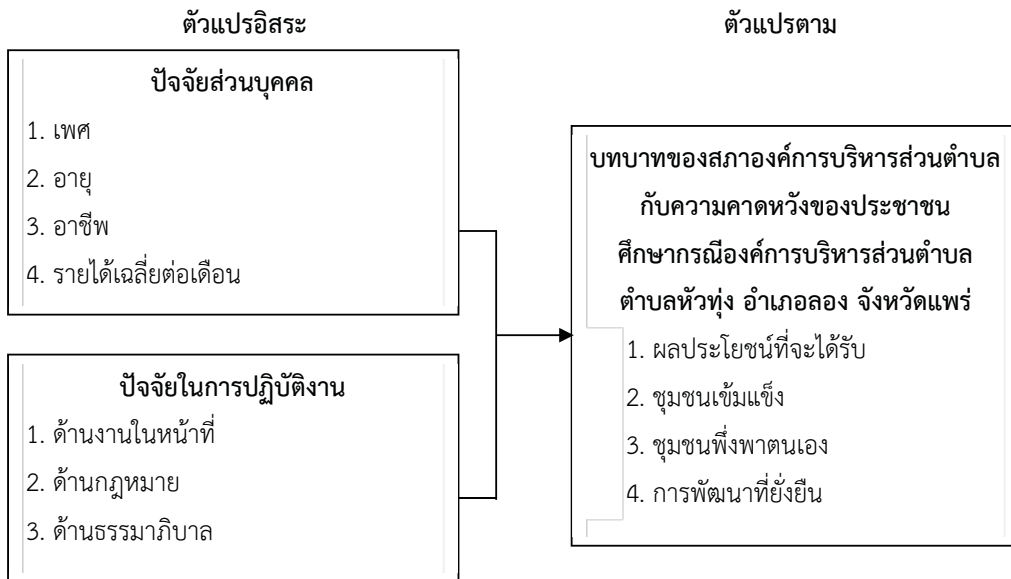 ตัวแปรอิสระ
ปัจจัยส่วนบุคคล
1. เพศ
2. อายุ
3. อาชีพ
4. รายได้เฉลี่ยต่อเดือน
ปัจจัยในการปฏิบัติงาน
1. ด้านงานในหน้าที่
2. ด้านกฎหมาย
3. ด้านธรรมาภิบาล
ตัวแปรตาม
บทบาทของสภาองค์การบริหารส่วนตำบล
กับความคาดหวังของประชาชน
ศึกษากรณีองค์การบริหารส่วนตำบล
ตำบลหัวทุ่ง อำเภอลอง จังหวัดแพร่
1. ผลประโยชน์ที่จะได้รับ
2. ชุมชนเข้มแข็ง
3. ชุมชนพึ่งพาตนเอง
4. การพัฒนาที่ยั่งยืน